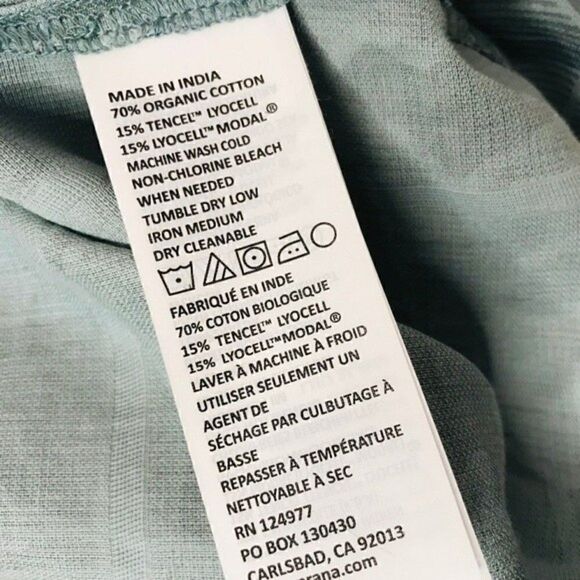 MADE IN INDIA
70% ORGANIC COTTON
15% TENCEL™ LYOCELL
15% LYOCELL™ MODAL®
MACHINE WASH COLD
NON-CHLORINE BLEACH
WHEN NEEDED
TUMBLE DRY LOW
IRON MEDIUM
DRY CLEANABLE
FABRIQUÉ EN INDE
70% COTON BIOLOGIQUE
15% TENCEL™ LYOCELL
15% LYOCELL™MODAL®
LAVER À MACHINE À FROID
UTILISER SEULEMENT UN
AGENT DE
SÉCHAGE PAR CULBUTAGE À
BASSE
REPASSER À TEMPÉRATURE
NETTOYABLE À SEC
RN 124977
PO BOX 130430
CARLSBAD, CA 92013